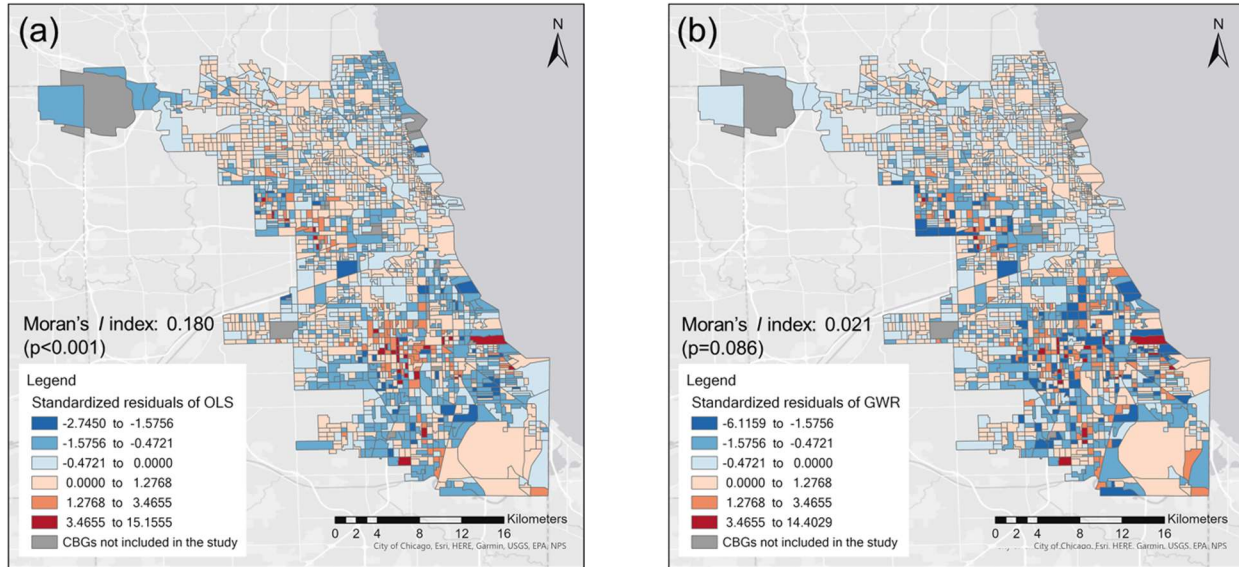 (a)
N
Moran's I index: 0.180
(p<0.001)
Legend
Standardized residuals of OLS
-2.7450 to -1.5756
-1.5756 to -0.4721
-0.4721 to 0.0000
0.0000 to 1.2768
1.2768 to 3.4655
3.4655 to 15.1555
CBGs not included in the study
Kilometers
0 2 4 8 12 16
City of Chicago, Esri, HERE, Garmin, USGS, EPA, NPS
(b)
N
Moran's I index: 0.021
(p=0.086)
Legend
Standardized residuals of GWR
-6.1159 to -1.5756
-1.5756 to -0.4721
-0.4721 to 0.0000
0.0000 to 1.2768
1.2768 to 3.4655
3.4655 to 14.4029
CBGs not included in the study
Kilometers
0 2 4 8 12 16
City of Chicago, Esri, HERE, Garmin, USGS, EPA, NPS